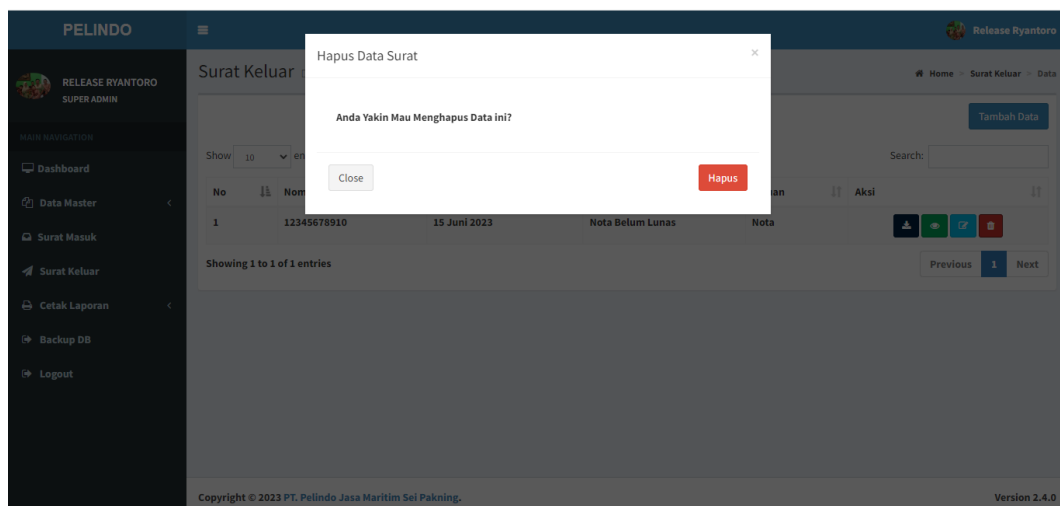 PELINDO
Release Ryantoro
Hapus Data Surat
×
RELEASE RYANTORO
SUPER ADMIN
Surat Keluar
Home > Surat Keluar > Data
Anda Yakin Mau Menghapus Data ini?
Tambah Data
MAIN NAVIGATION
Show 10
Search:
Dashboard
Close
Hapus
No
Aksi
Data Master
1 12345678910 15 Juni 2023 Nota Belum Lunas Nota
Surat Masuk
Showing 1 to 1 of 1 entries
Previous 1 Next
Surat Keluar
Cetak Laporan
Backup DB
Logout
Copyright © 2023 PT. Pelindo Jasa Maritim Sei Pakning.
Version 2.4.0